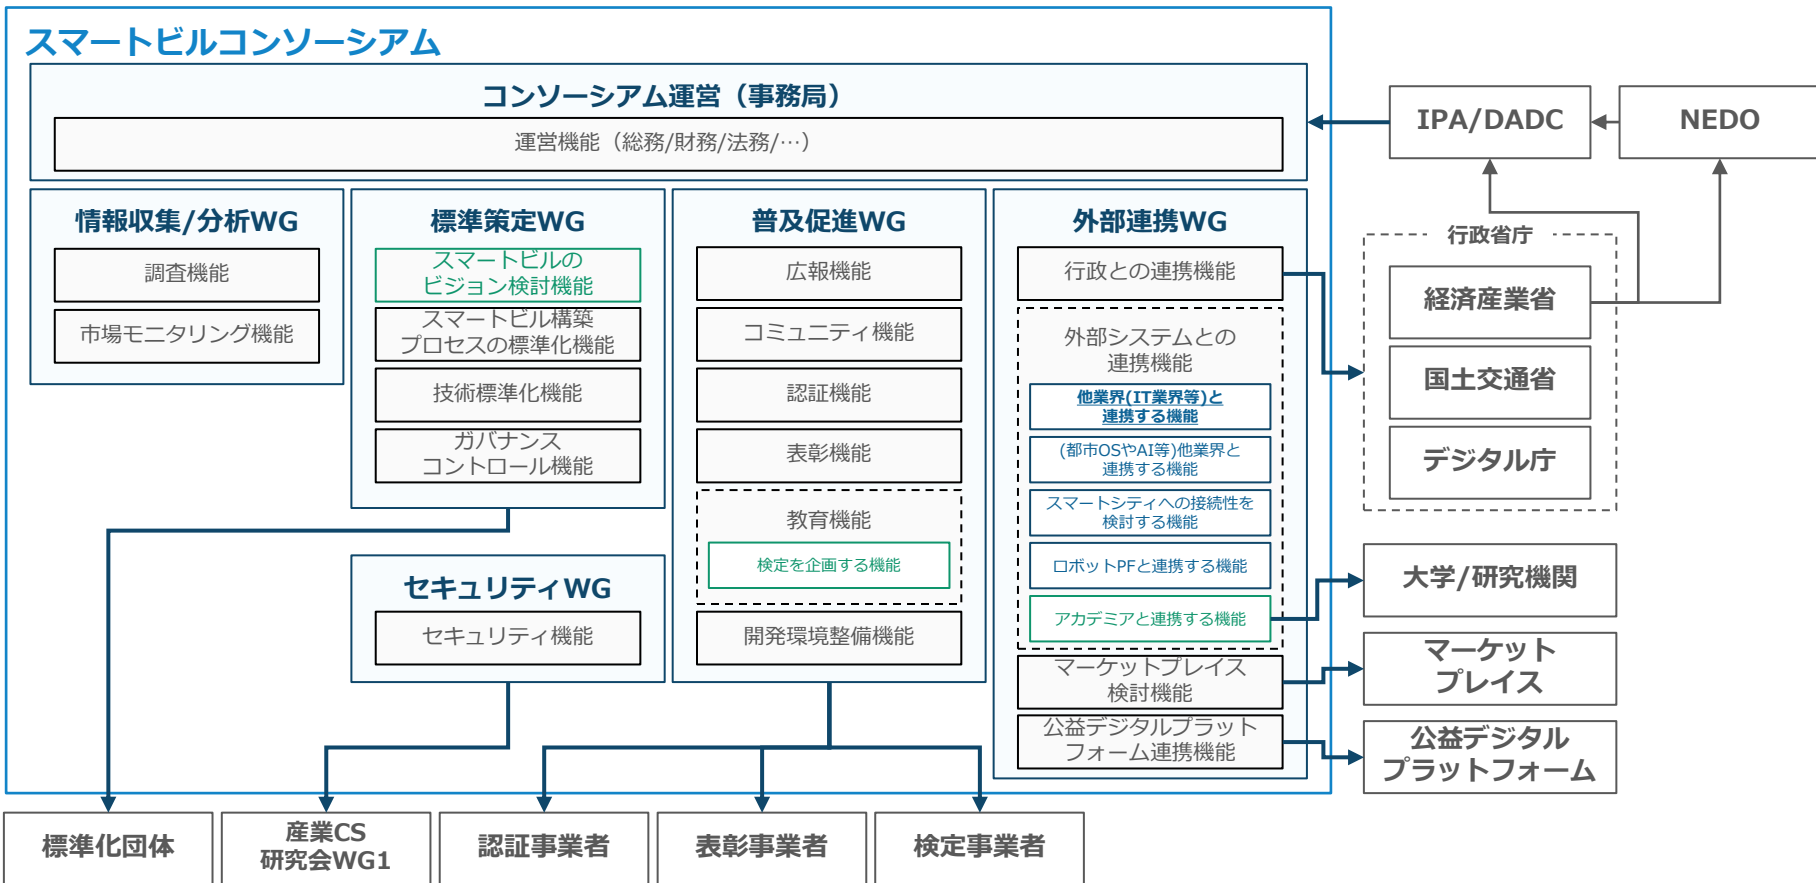 スマートビルコンソーシアム
コンソーシアム運営（事務局）
運営機能（総務/財務/法務/…）
情報収集/分析WG
調査機能
市場モニタリング機能
標準策定WG
スマートビルの
ビジョン検討機能
スマートビル構築
プロセスの標準化機能
技術標準化機能
ガバナンス
コントロール機能
セキュリティWG
セキュリティ機能
普及促進WG
広報機能
コミュニティ機能
認証機能
表彰機能
教育機能
検定を企画する機能
開発環境整備機能
外部連携WG
行政との連携機能
外部システムとの
連携機能
他業界(IT業界等)と
連携する機能
(都市OSやAI等)他業界と
連携する機能
スマートシティへの接続性を
検討する機能
ロボットPFと連携する機能
アカデミアと連携する機能
マーケットプレイス
検討機能
公益デジタルプラット
フォーム連携機能
IPA/DADC
NEDO
行政省庁
経済産業省
国土交通省
デジタル庁
大学/研究機関
マーケット
プレイス
公益デジタル
プラットフォーム
標準化団体
産業CS
研究会WG1
認証事業者
表彰事業者
検定事業者